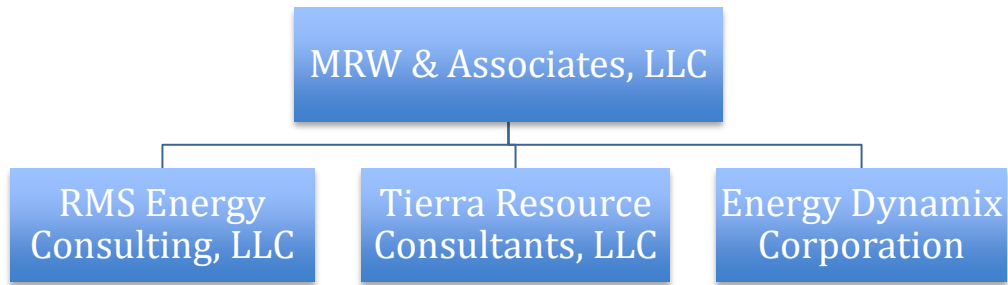 MRW & Associates, LLC
RMS Energy
Consulting, LLC
Tierra Resource
Consultants, LLC
Energy Dynamix
Corporation